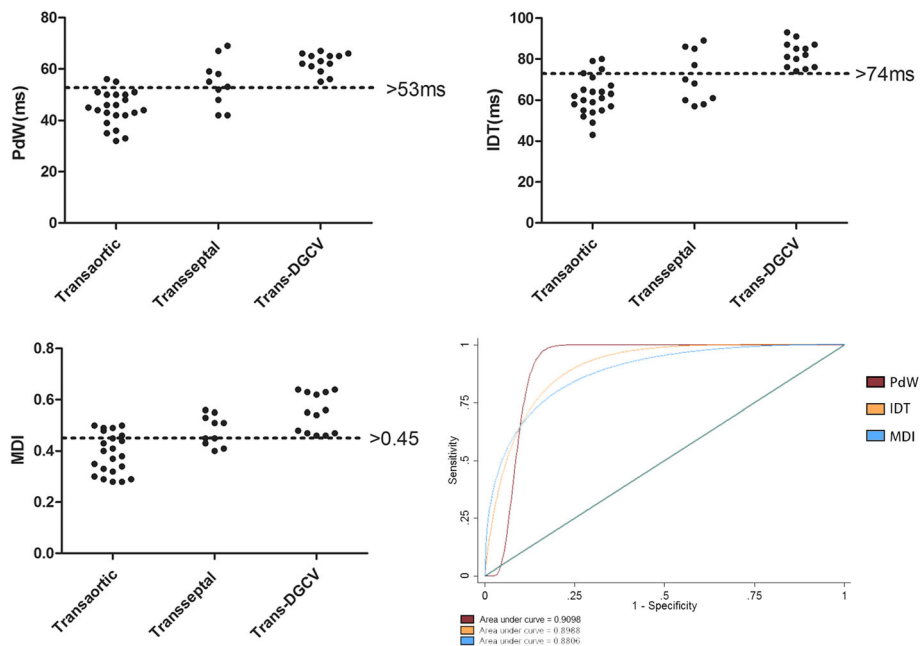 80
60
40
20
0
PdW(ms)
>53ms
Transaortic
Transseptal
Trans-DGCV
100
80
60
40
20
0
IDT(ms)
>74ms
Transaortic
Transseptal
Trans-DGCV
0.8
0.6
0.4
0.2
0.0
MDI
>0.45
Transaortic
Transseptal
Trans-DGCV
1
.75
.5
.25
0
Sensitivity
0
.25
.5
.75
1
1 - Specificity
PdW
IDT
MDI
Area under curve = 0.9098
Area under curve = 0.8968
Area under curve = 0.8806